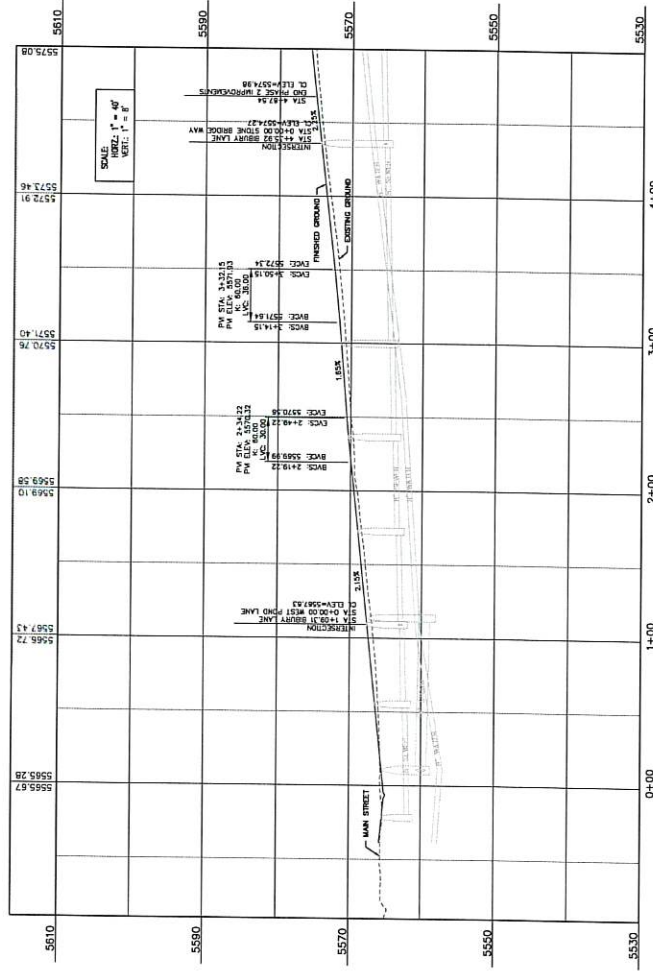 5610
5590
5570
5550
5530
5575.08
5573.46
5572.91
5571.40
5570.76
5569.58
5569.10
5567.43
5566.72
5565.28
5565.67
SCALE:
HORZ.: 1" = 40'
VERT.: 1" = 8'
STA 4+87.54
END PHASE 2 IMPROVEMENTS
CL ELEV=5574.98
2.25%
INTERSECTION
STA 4+35.92 BIBURY LANE
STA 0+00.00 STONE BRIDGE WAY
CL ELEV=5574.27
FINISHED GROUND
EXISTING GROUND
PVI STA: 3+32.15
PVI ELEV: 5571.93
K: 60.00
LVC: 36.00
BVCS: 3+14.15
BVCE: 5571.64
EVCS: 3+50.15
EVCE: 5572.34
1.65%
PVI STA: 2+34.22
PVI ELEV: 5570.32
K: 60.00
LVC: 30.00
BVCS: 2+19.22
BVCE: 5569.99
EVCS: 2+49.22
EVCE: 5570.56
2.15%
INTERSECTION
STA 1+09.31 BIBURY LANE
STA 0+00.00 WEST POND LANE
CL ELEV=5567.63
MAIN STREET
0+00
1+00
2+00
3+00
4+00
5610
5590
5570
5550
5530